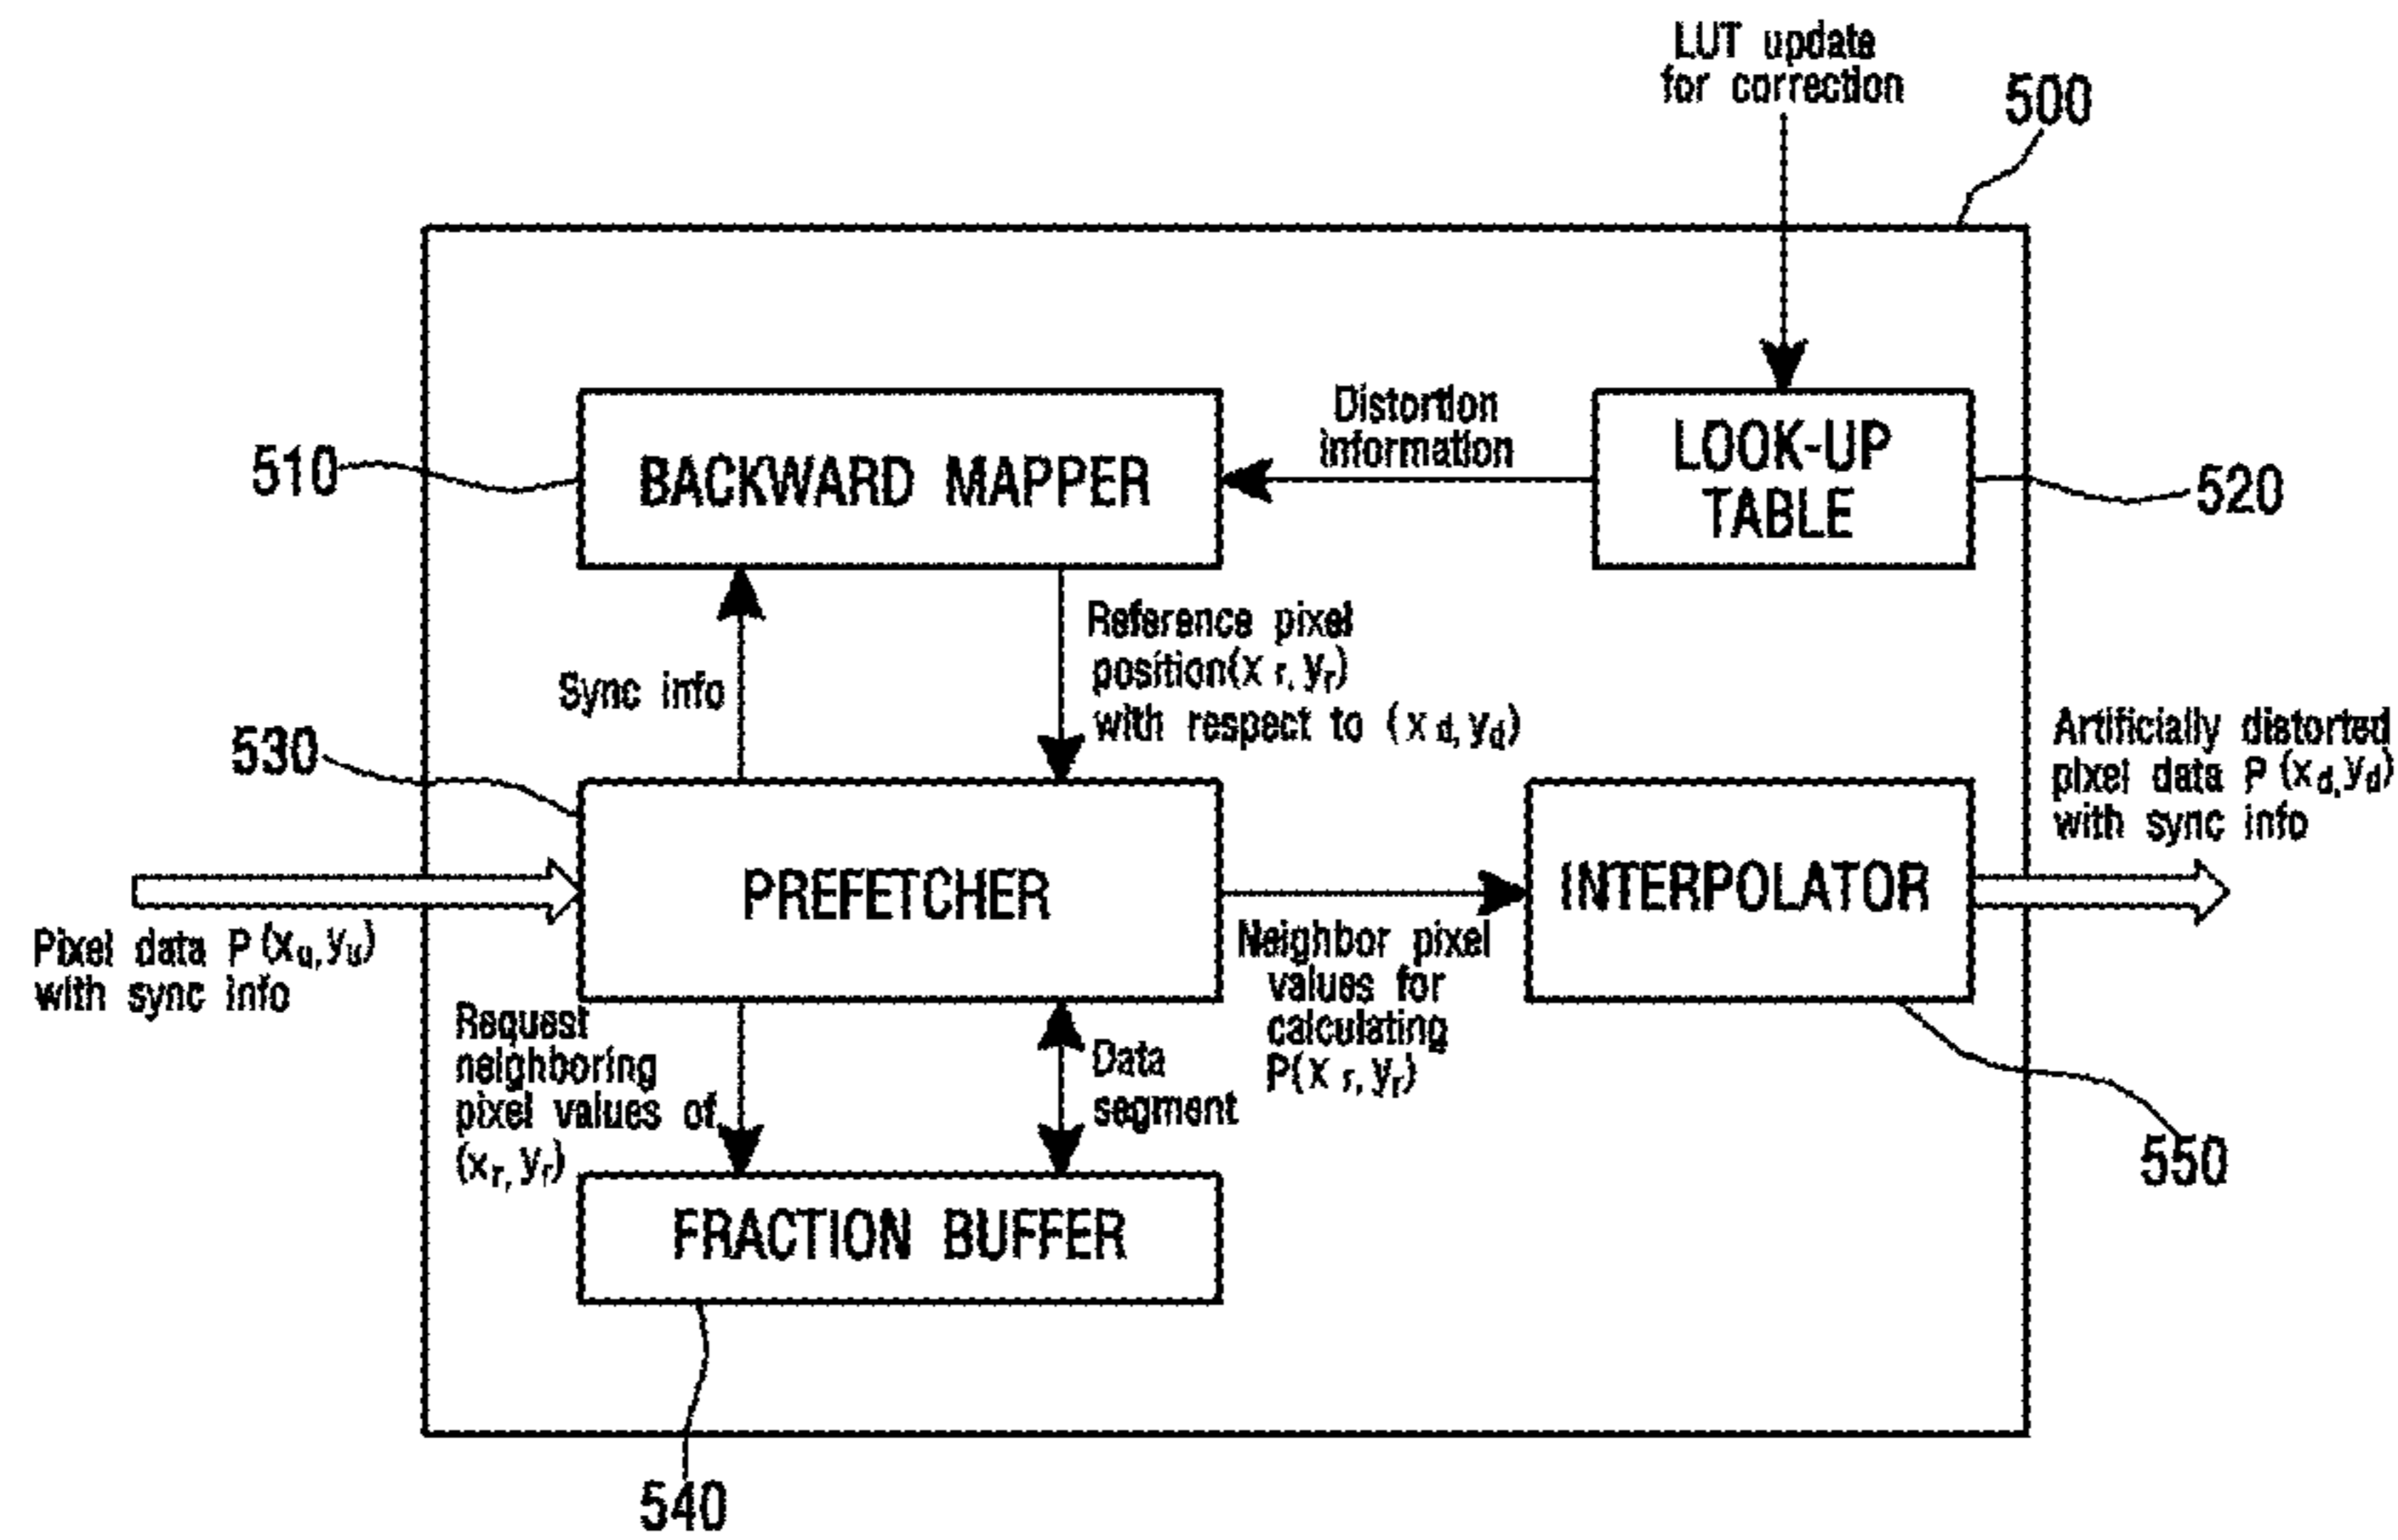 LUT update
for correction
500
Distortion
information
LOOK-UP
TABLE
510
BACKWARD MAPPER
520
Sync info
Reference pixel
position(x r, yr)
with respect to (x d, yd)
530
Artificially distorted
pixel data P (xd, yd)
with sync info
PREFETCHER
INTERPOLATOR
Pixel data P (xu, yu)
with sync info
Neighbor pixel
values for
calculating
P(x r, yr)
Request
neighboring
pixel values of
(xr, yr)
Data
segment
550
FRACTION BUFFER
540